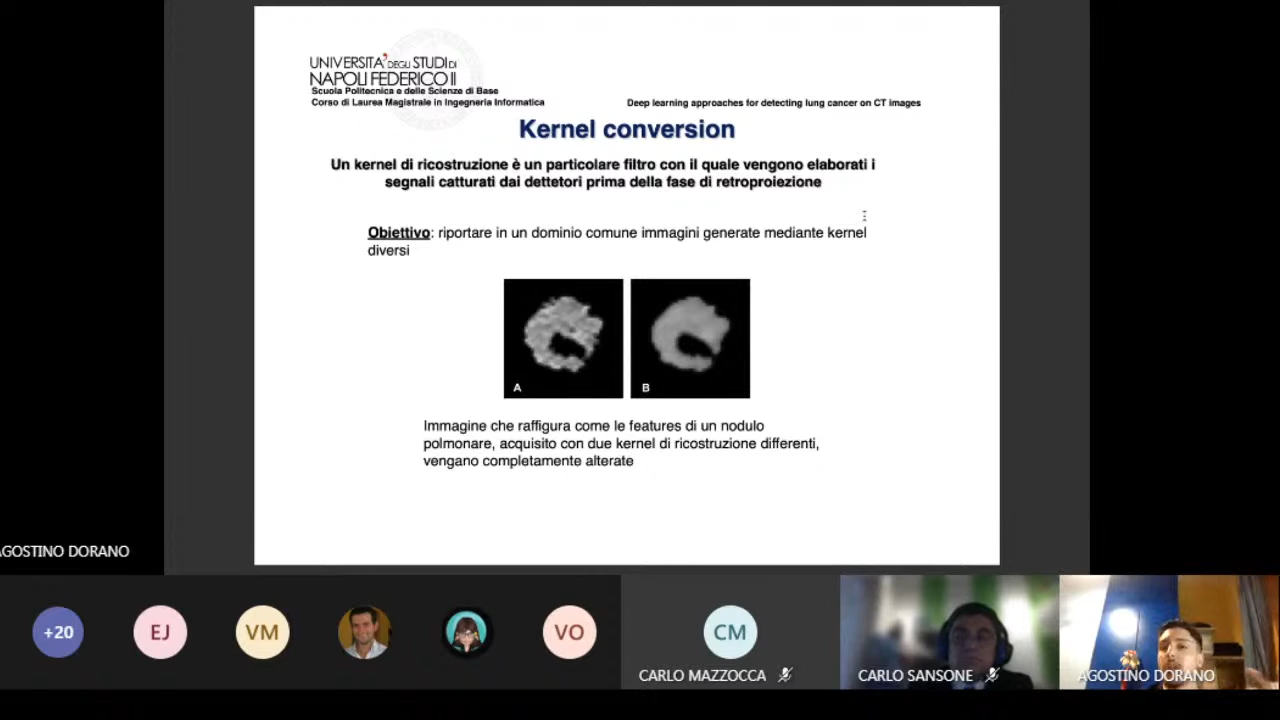 UNIVERSITA' DEGLI STUDI DI
NAPOLI FEDERICO II
Scuola Politecnica e delle Scienze di Base
Corso di Laurea Magistrale in Ingegneria Informatica
Deep learning approaches for detecting lung cancer on CT images
Kernel conversion
Un kernel di ricostruzione è un particolare filtro con il quale vengono elaborati i
segnali catturati dai dettetori prima della fase di retroproiezione
Obiettivo: riportare in un dominio comune immagini generate mediante kernel
diversi
A
B
Immagine che raffigura come le features di un nodulo
polmonare, acquisito con due kernel di ricostruzione differenti,
vengano completamente alterate
AGOSTINO DORANO
+20
EJ
VM
VO
CM
CARLO MAZZOCCA
CARLO SANSONE
AGOSTINO DORANO